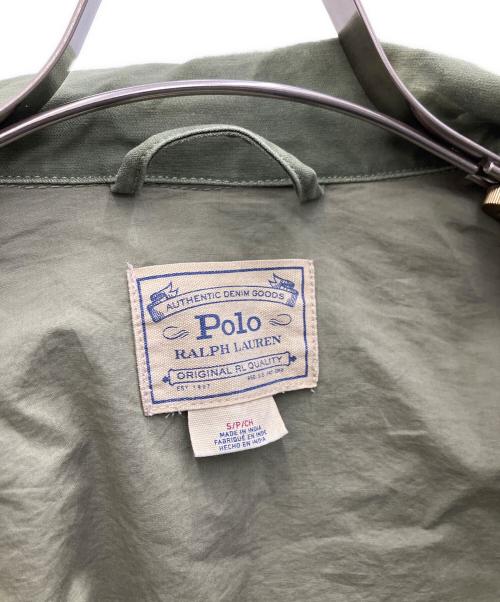 AUTHENTIC DENIM GOODS
Polo
RALPH LAUREN
ORIGINAL RL QUALITY
EST. 1967
S/P/CH
MADE IN INDIA
FABRIQUÉ EN INDE
HECHO EN INDIA